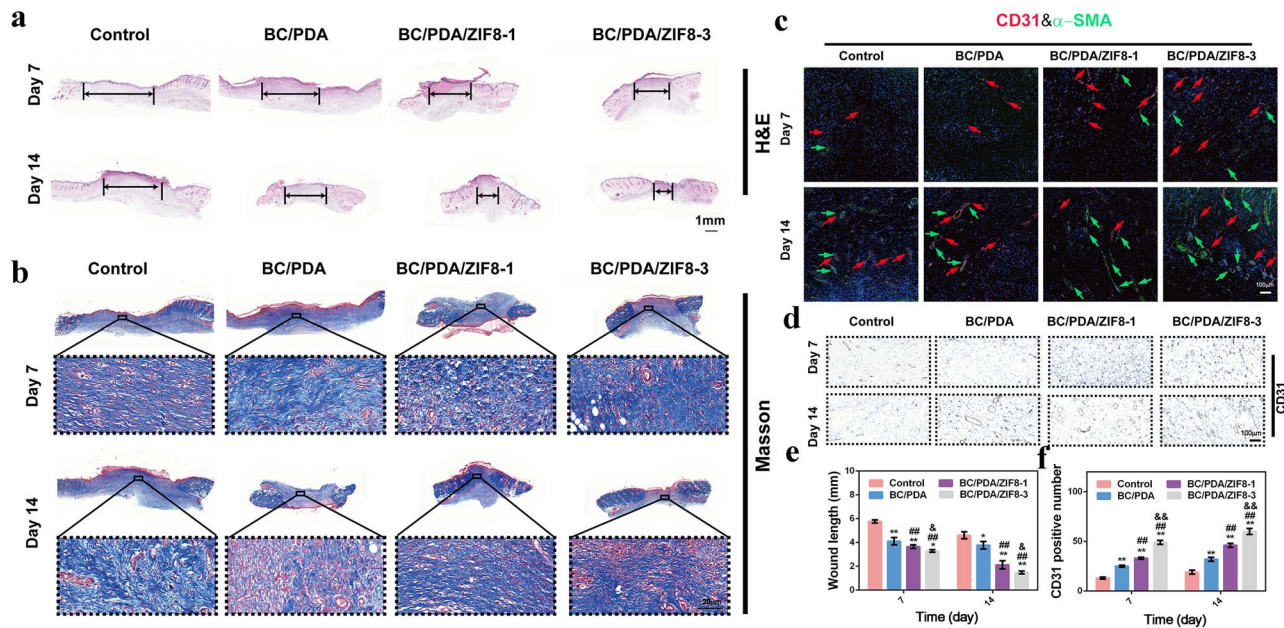 a
Control BC/PDA BC/PDA/ZIF8-1 BC/PDA/ZIF8-3
Day 7
Day 14
H&E
1mm
b
Control BC/PDA BC/PDA/ZIF8-1 BC/PDA/ZIF8-3
Day 7
Day 14
Masson
20μm
c
CD31&α-SMA
Control BC/PDA BC/PDA/ZIF8-1 BC/PDA/ZIF8-3
Day 7
Day 14
100μm
d
Control BC/PDA BC/PDA/ZIF8-1 BC/PDA/ZIF8-3
Day 7
Day 14
CD31
100μm
e
Control
BC/PDA
BC/PDA/ZIF8-1
BC/PDA/ZIF8-3
Wound length (mm)
10
8
6
4
2
0
**
##
**
&
##
*
*
##
**
&
##
**
7 14
Time (day)
f
Control
BC/PDA
BC/PDA/ZIF8-1
BC/PDA/ZIF8-3
CD31 positive number
100
50
0
**
##
**
&&
##
**
**
##
**
&&
##
**
7 14
Time (day)